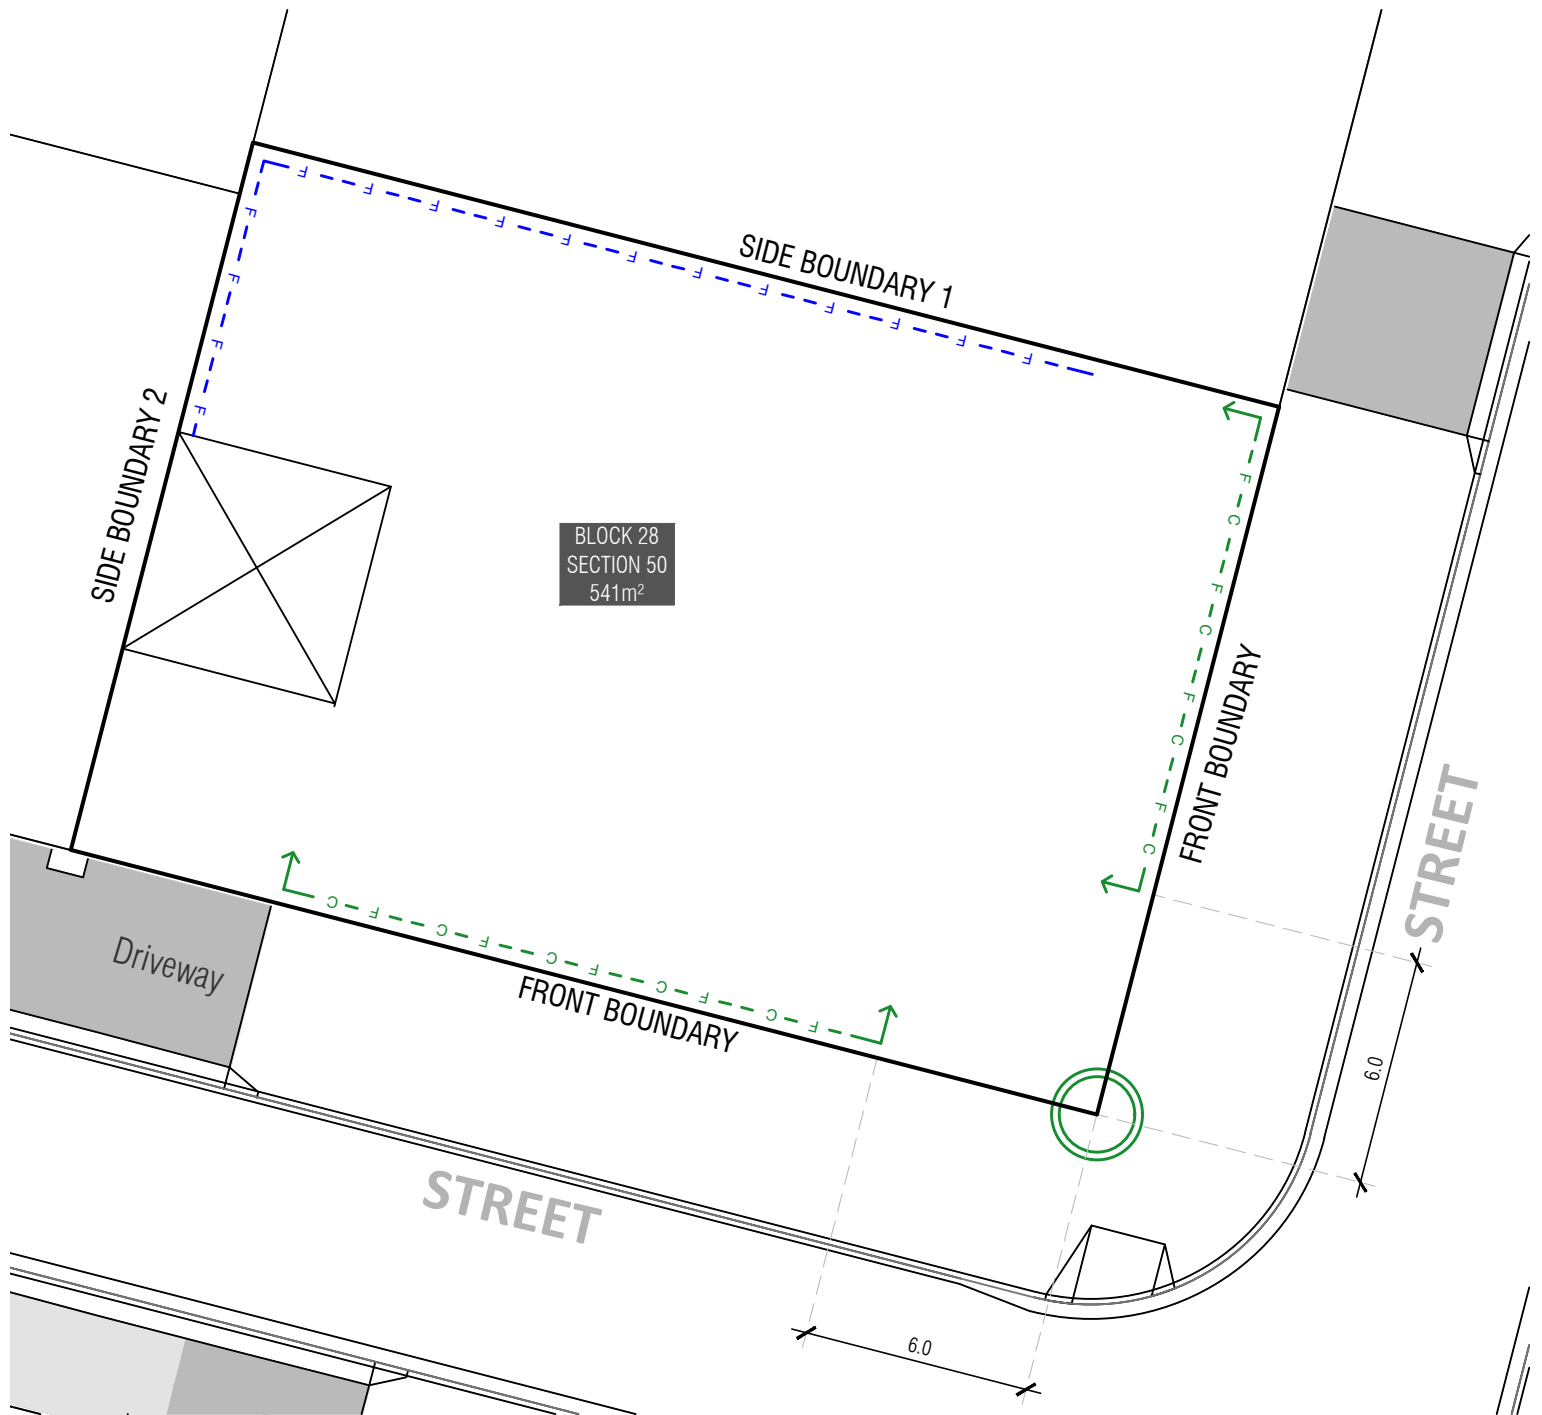 SIDE BOUNDARY 1
F F F F F F F F F F F F
F F F F
SIDE BOUNDARY 2
BLOCK 28
SECTION 50
541m²
F C F C F C F C
FRONT BOUNDARY
STREET
C F C F C F C F C F
FRONT BOUNDARY
Driveway
STREET
6.0
6.0